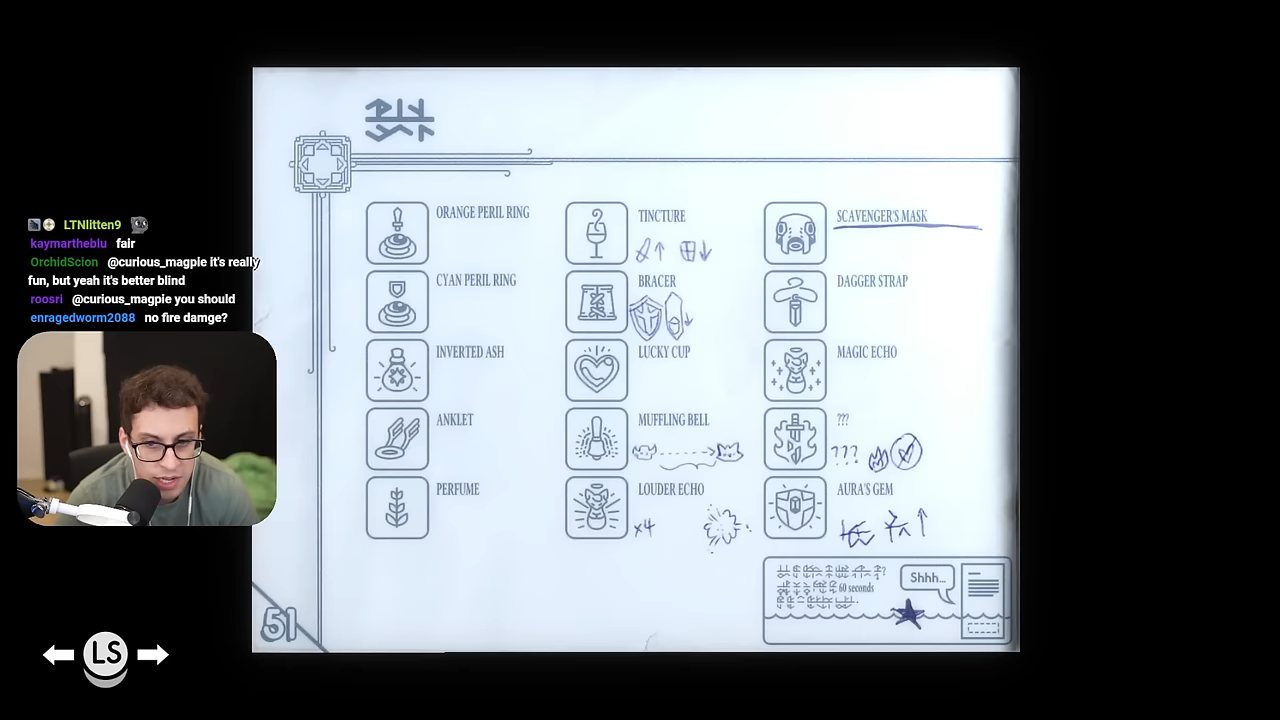 LTNlitten9
kaymartheblu fair
OrchidScion @curious_magpie it's really
fun, but yeah it's better blind
roosri @curious_magpie you should
enragedworm2088 no fire damge?
ORANGE PERIL RING
CYAN PERIL RING
INVERTED ASH
ANKLET
PERFUME
TINCTURE
BRACER
LUCKY CUP
MUFFLING BELL
LOUDER ECHO
x4
SCAVENGER'S MASK
DAGGER STRAP
MAGIC ECHO
???
???
AURA'S GEM
?
60 seconds
Shhh...
51
LS